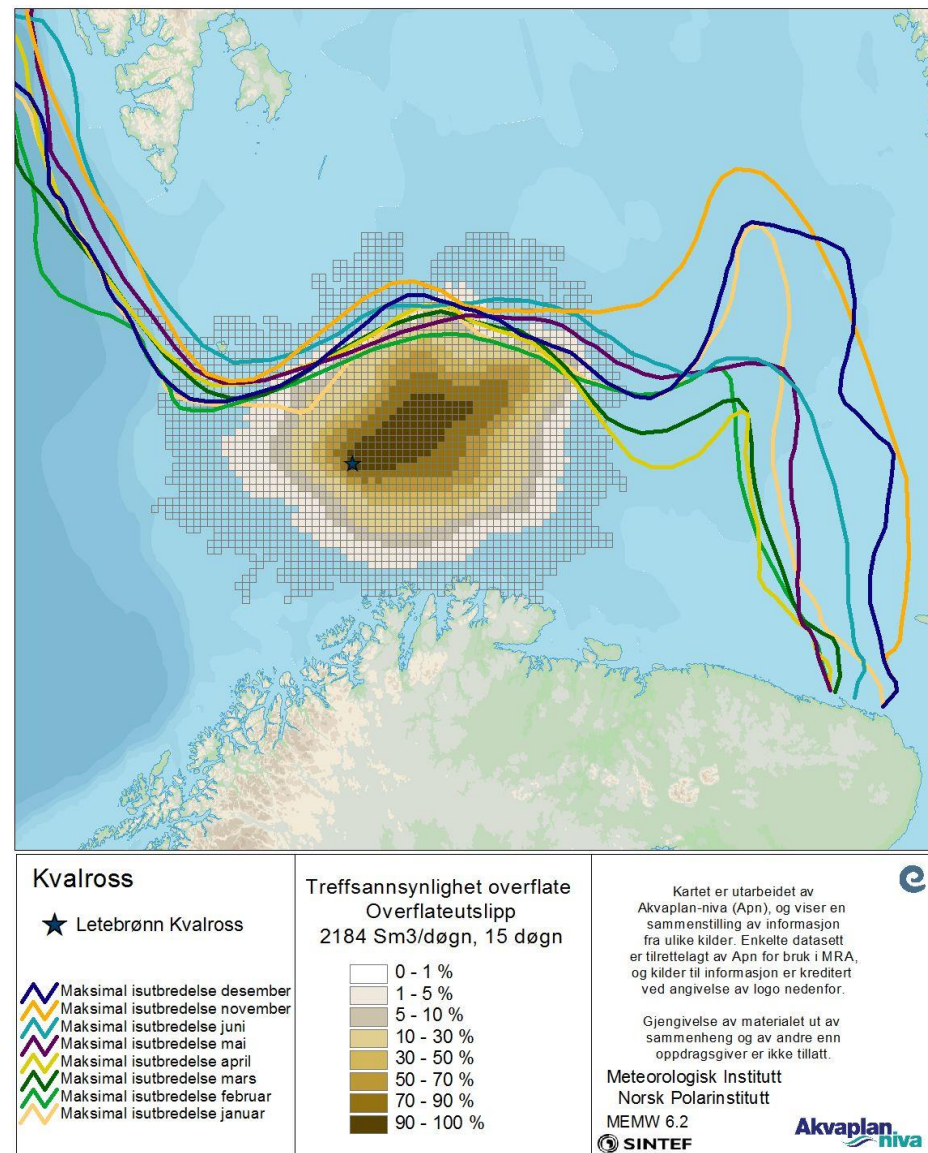 Kvalross
Letebrønn Kvalross
Maksimal isutbredelse desember
Maksimal isutbredelse november
Maksimal isutbredelse juni
Maksimal isutbredelse mai
Maksimal isutbredelse april
Maksimal isutbredelse mars
Maksimal isutbredelse februar
Maksimal isutbredelse januar
Treffsannsynlighet overflate
Overflateutslipp
2184 Sm3/døgn, 15 døgn
0 - 1 %
1 - 5 %
5 - 10 %
10 - 30 %
30 - 50 %
50 - 70 %
70 - 90 %
90 - 100 %
Kartet er utarbeidet av
Akvaplan-niva (Apn), og viser en
sammenstilling av informasjon
fra ulike kilder. Enkelte datasett
er tilrettelagt av Apn for bruk i MRA,
og kilder til informasjon er kreditert
ved angivelse av logo nedenfor.
Gjengivelse av materialet ut av
sammenheng og av andre enn
oppdragsgiver er ikke tillatt.
Meteorologisk Institutt
Norsk Polarinstitutt
MEMW 6.2
SINTEF
Akvaplan
niva